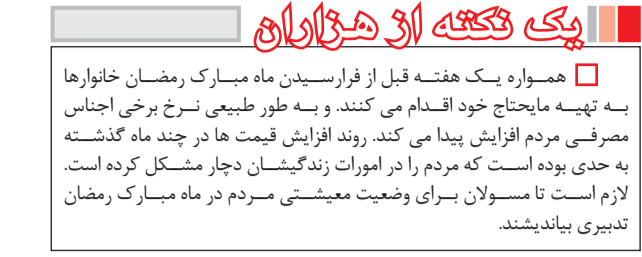 یک نکته از هزاران
همواره یک هفته قبل از فرارسیدن ماه مبارک رمضان خانوارها
به تهیه مایحتاج خود اقدام می کنند. و به طور طبیعی نرخ برخی اجناس
مصرفی مردم افزایش پیدا می کند. روند افزایش قیمت ها در چند ماه گذشته
به حدی بوده است که مردم را در امورات زندگیشان دچار مشکل کرده است.
لازم است تا مسولان برای وضعیت معیشتی مردم در ماه مبارک رمضان
تدبیری بیاندیشند.